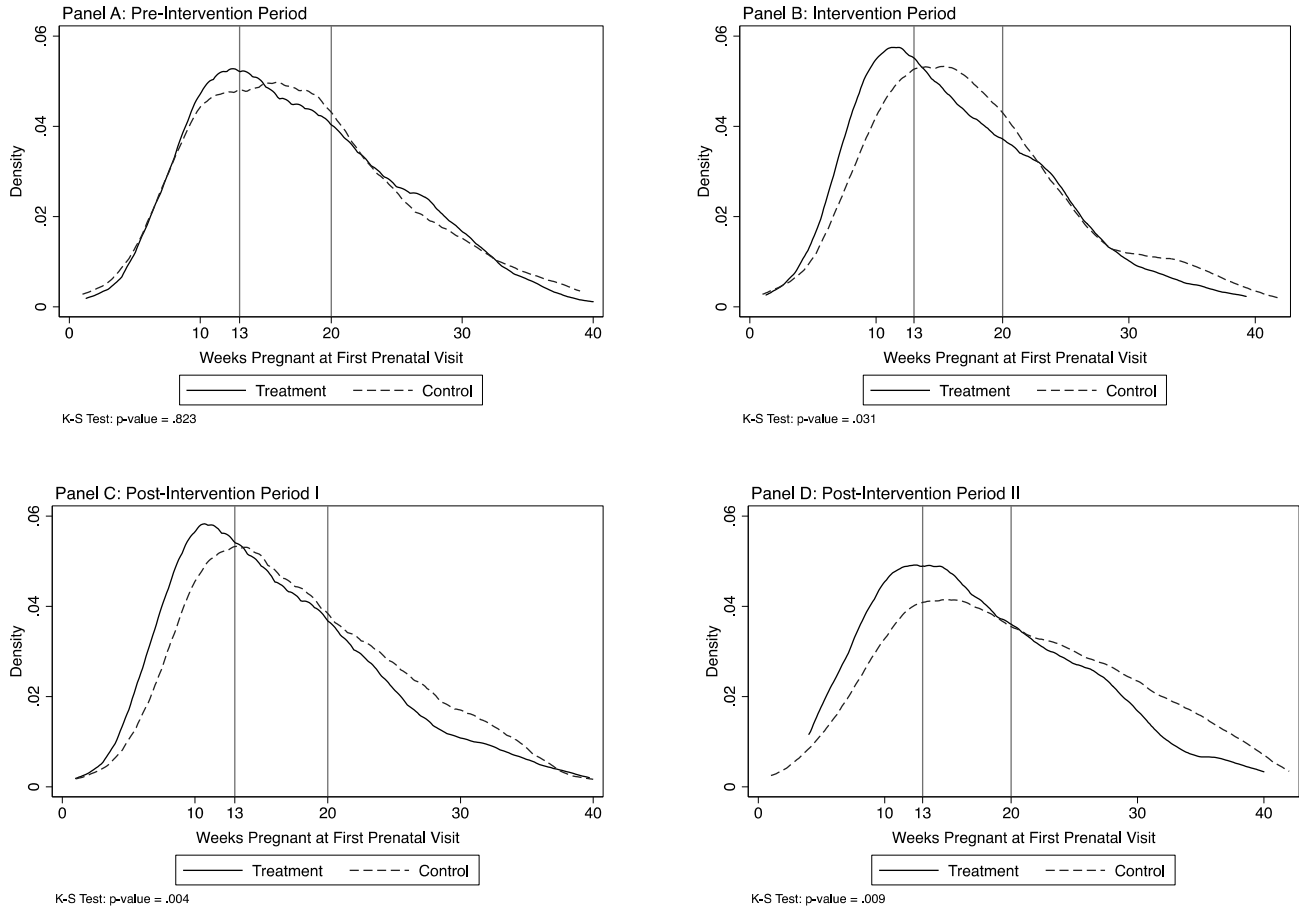 Panel A: Pre-Intervention Period
.06
.04
.02
0
Density
0 10 13 20 30 40
Weeks Pregnant at First Prenatal Visit
Treatment Control
K-S Test: p-value = .823
Panel B: Intervention Period
.06
.04
.02
0
Density
0 10 13 20 30 40
Weeks Pregnant at First Prenatal Visit
Treatment Control
K-S Test: p-value = .031
Panel C: Post-Intervention Period I
.06
.04
.02
0
Density
0 10 13 20 30 40
Weeks Pregnant at First Prenatal Visit
Treatment Control
K-S Test: p-value = .004
Panel D: Post-Intervention Period II
.06
.04
.02
0
Density
0 10 13 20 30 40
Weeks Pregnant at First Prenatal Visit
Treatment Control
K-S Test: p-value = .009